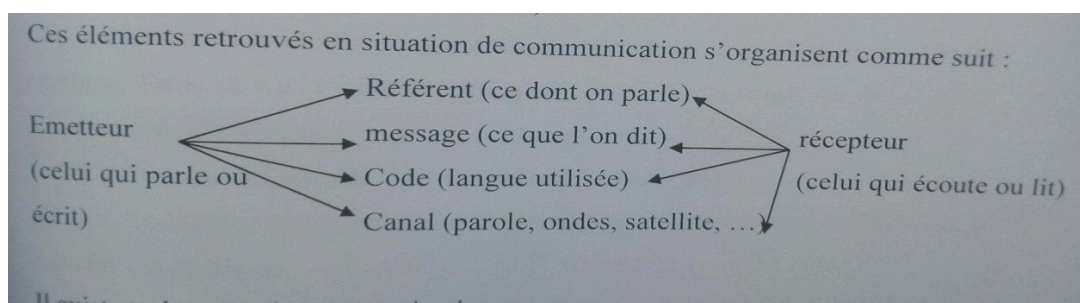 Ces éléments retrouvés en situation de communication s'organisent comme suit :
Référent (ce dont on parle)
Emetteur
message (ce que l'on dit)
récepteur
(celui qui parle ou
Code (langue utilisée)
(celui qui écoute ou lit)
écrit)
Canal (parole, ondes, satellite, …)